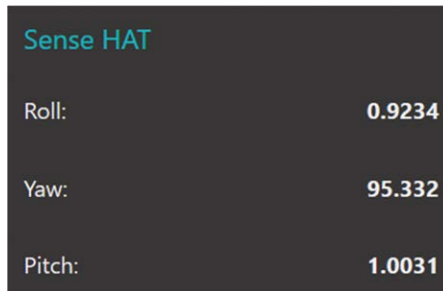 Sense HAT
Roll: 0.9234
Yaw: 95.332
Pitch: 1.0031